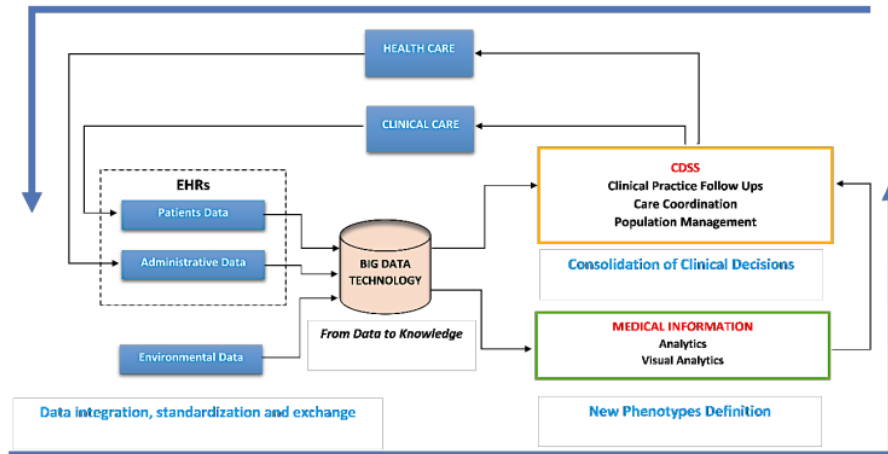 HEALTH CARE
CLINICAL CARE
EHRs
Patients Data
Administrative Data
Environmental Data
BIG DATA
TECHNOLOGY
From Data to Knowledge
CDSS
Clinical Practice Follow Ups
Care Coordination
Population Management
Consolidation of Clinical Decisions
MEDICAL INFORMATION
Analytics
Visual Analytics
Data integration, standardization and exchange
New Phenotypes Definition